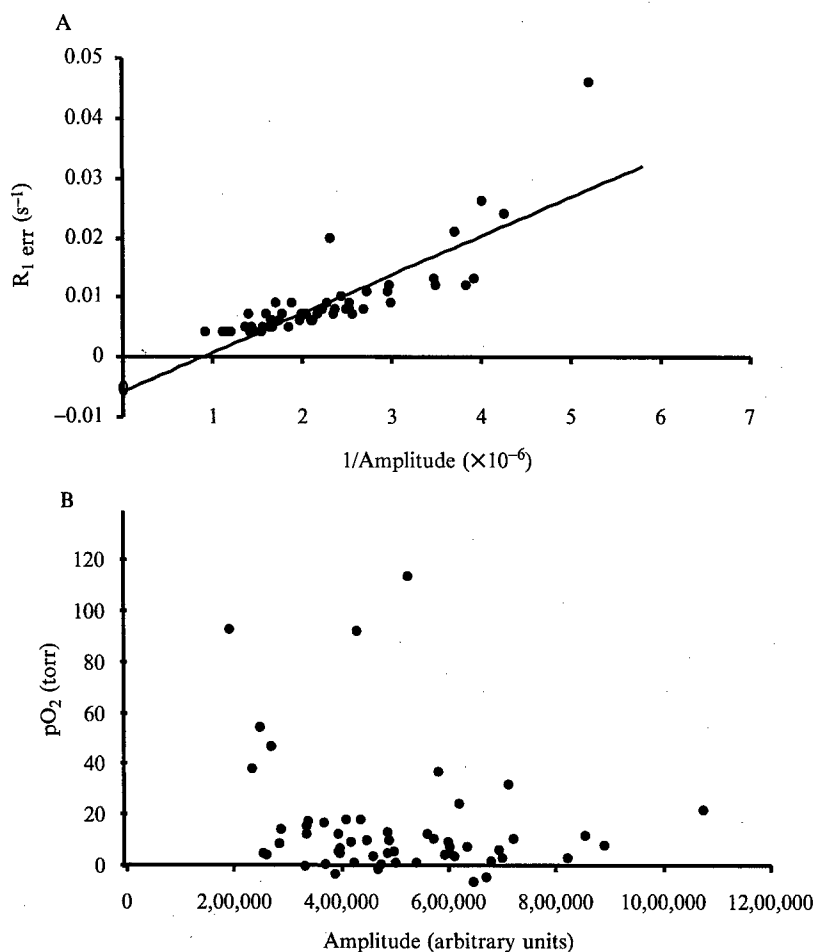 A
0.05
0.04
0.03
0.02
0.01
0
−0.01
R₁ err (s⁻¹)
1 2 3 4 5 6 7
1/Amplitude (×10⁻⁶)
B
120
100
80
60
40
20
0
pO₂ (torr)
0 2,00,000 4,00,000 6,00,000 8,00,000 10,00,000 12,00,000
Amplitude (arbitrary units)